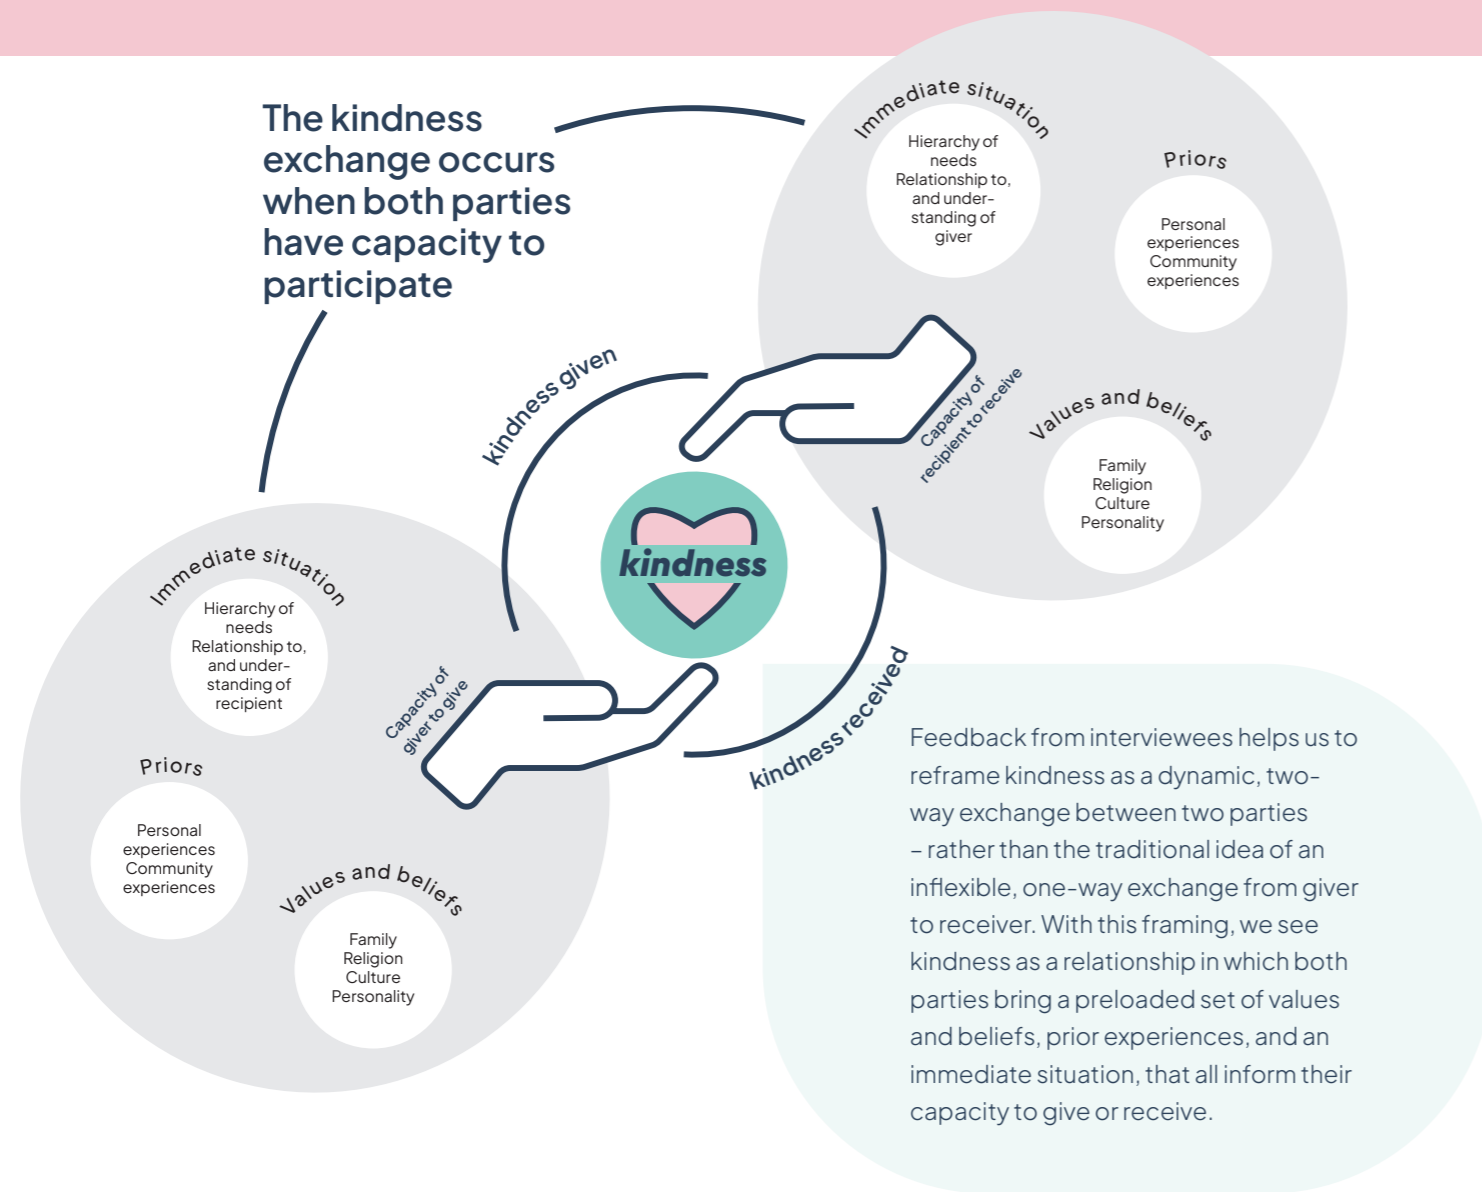 The kindness
exchange occurs
when both parties
have capacity to
participate
Immediate situation
Hierarchy of
needs
Relationship to,
and under-
standing of
giver
Priors
Personal
experiences
Community
experiences
Values and beliefs
Family
Religion
Culture
Personality
Capacity of
recipient to receive
kindness given
kindness
kindness received
Capacity of
giver to give
Immediate situation
Hierarchy of
needs
Relationship to,
and under-
standing of
recipient
Priors
Personal
experiences
Community
experiences
Values and beliefs
Family
Religion
Culture
Personality
Feedback from interviewees helps us to
reframe kindness as a dynamic, two-
way exchange between two parties
– rather than the traditional idea of an
inflexible, one-way exchange from giver
to receiver. With this framing, we see
kindness as a relationship in which both
parties bring a preloaded set of values
and beliefs, prior experiences, and an
immediate situation, that all inform their
capacity to give or receive.